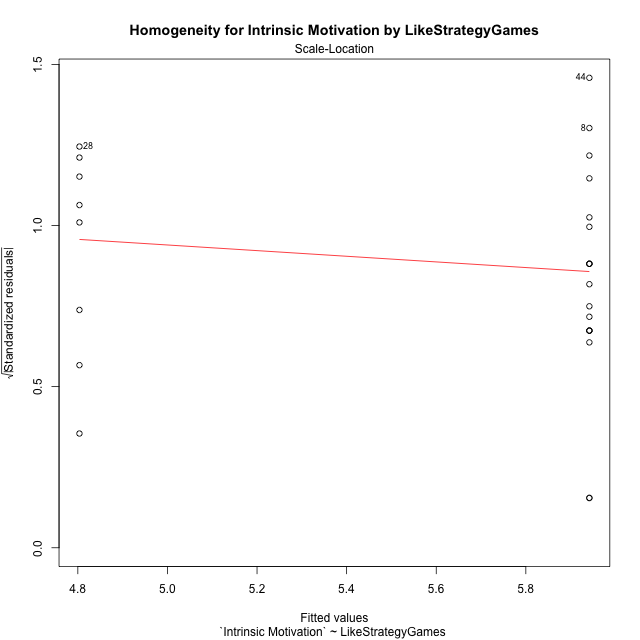 Homogeneity for Intrinsic Motivation by LikeStrategyGames
Scale-Location
√|Standardized residuals|
1.5
1.0
0.5
0.0
44
8
28
4.8 5.0 5.2 5.4 5.6 5.8
Fitted values
`Intrinsic Motivation` ~ LikeStrategyGames